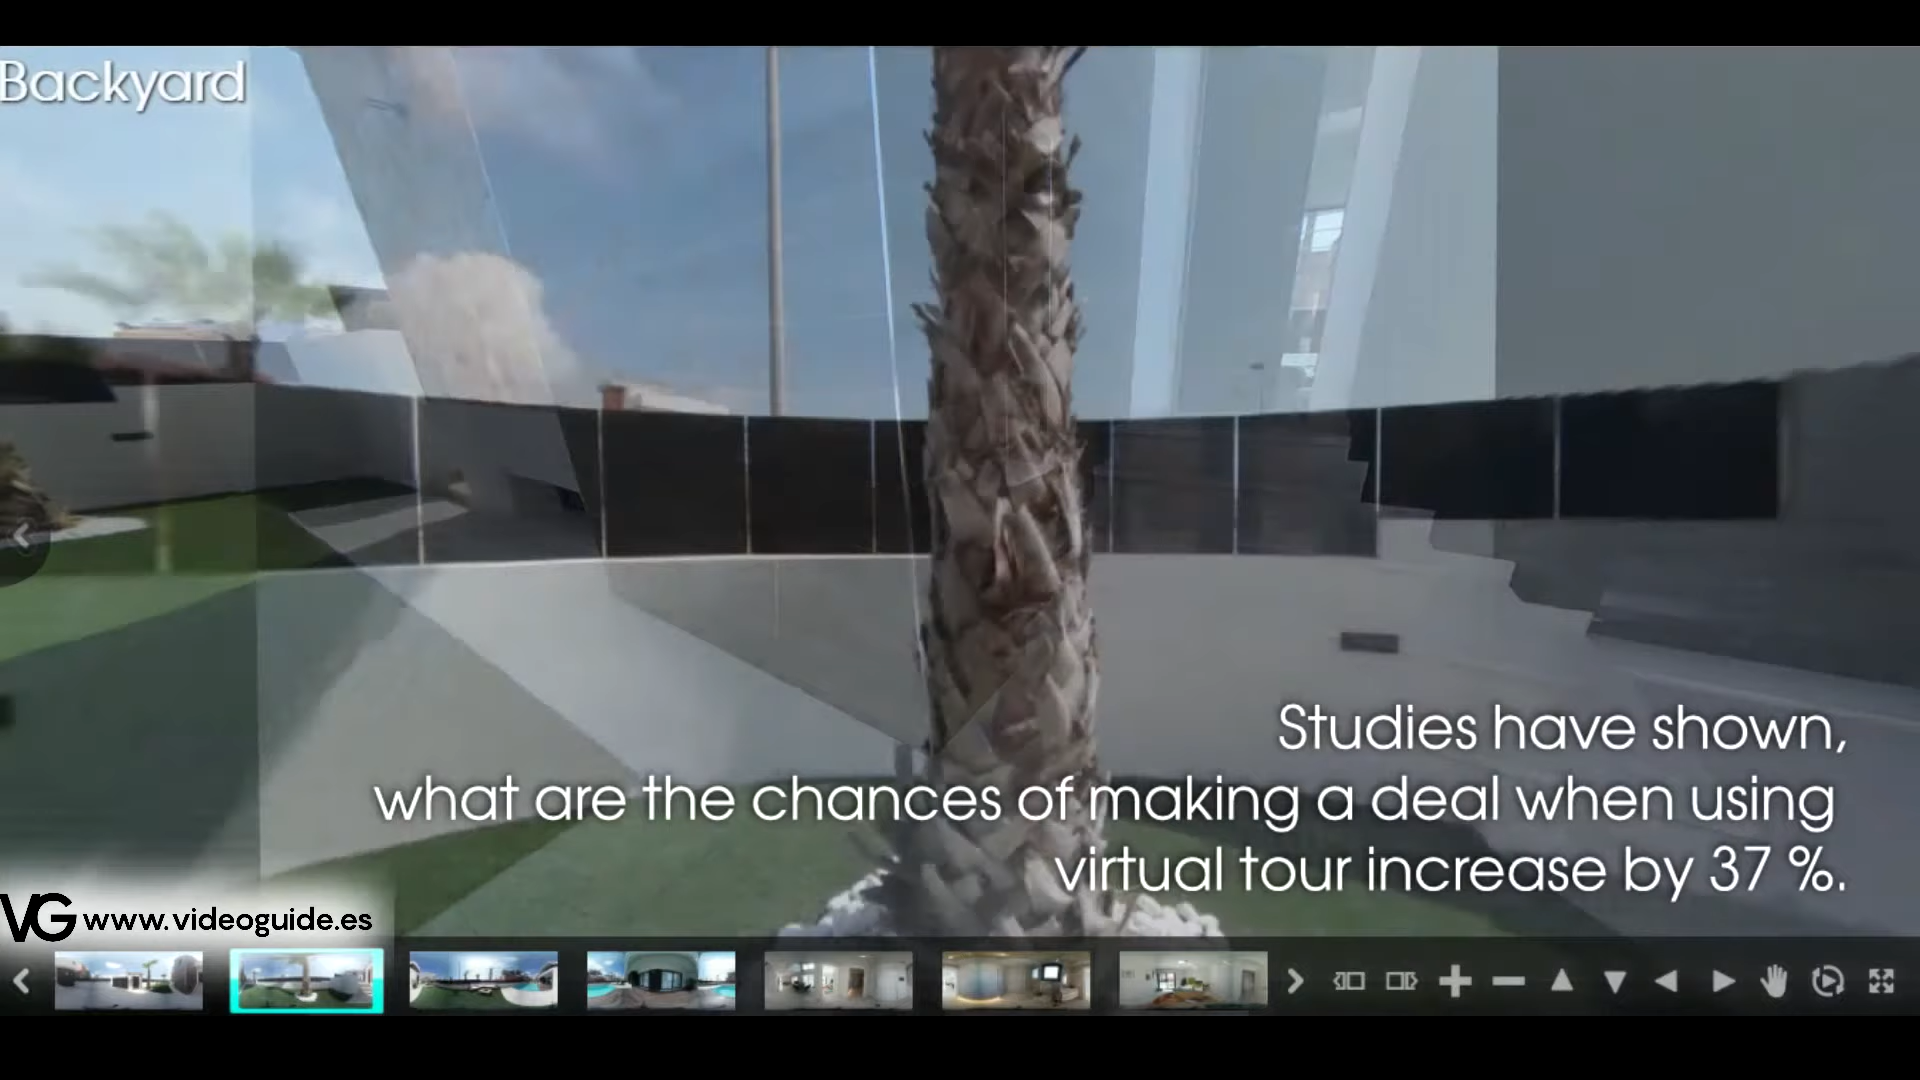 Backyard
Studies have shown,
what are the chances of making a deal when using
virtual tour increase by 37 %.
VG www.videoguide.es